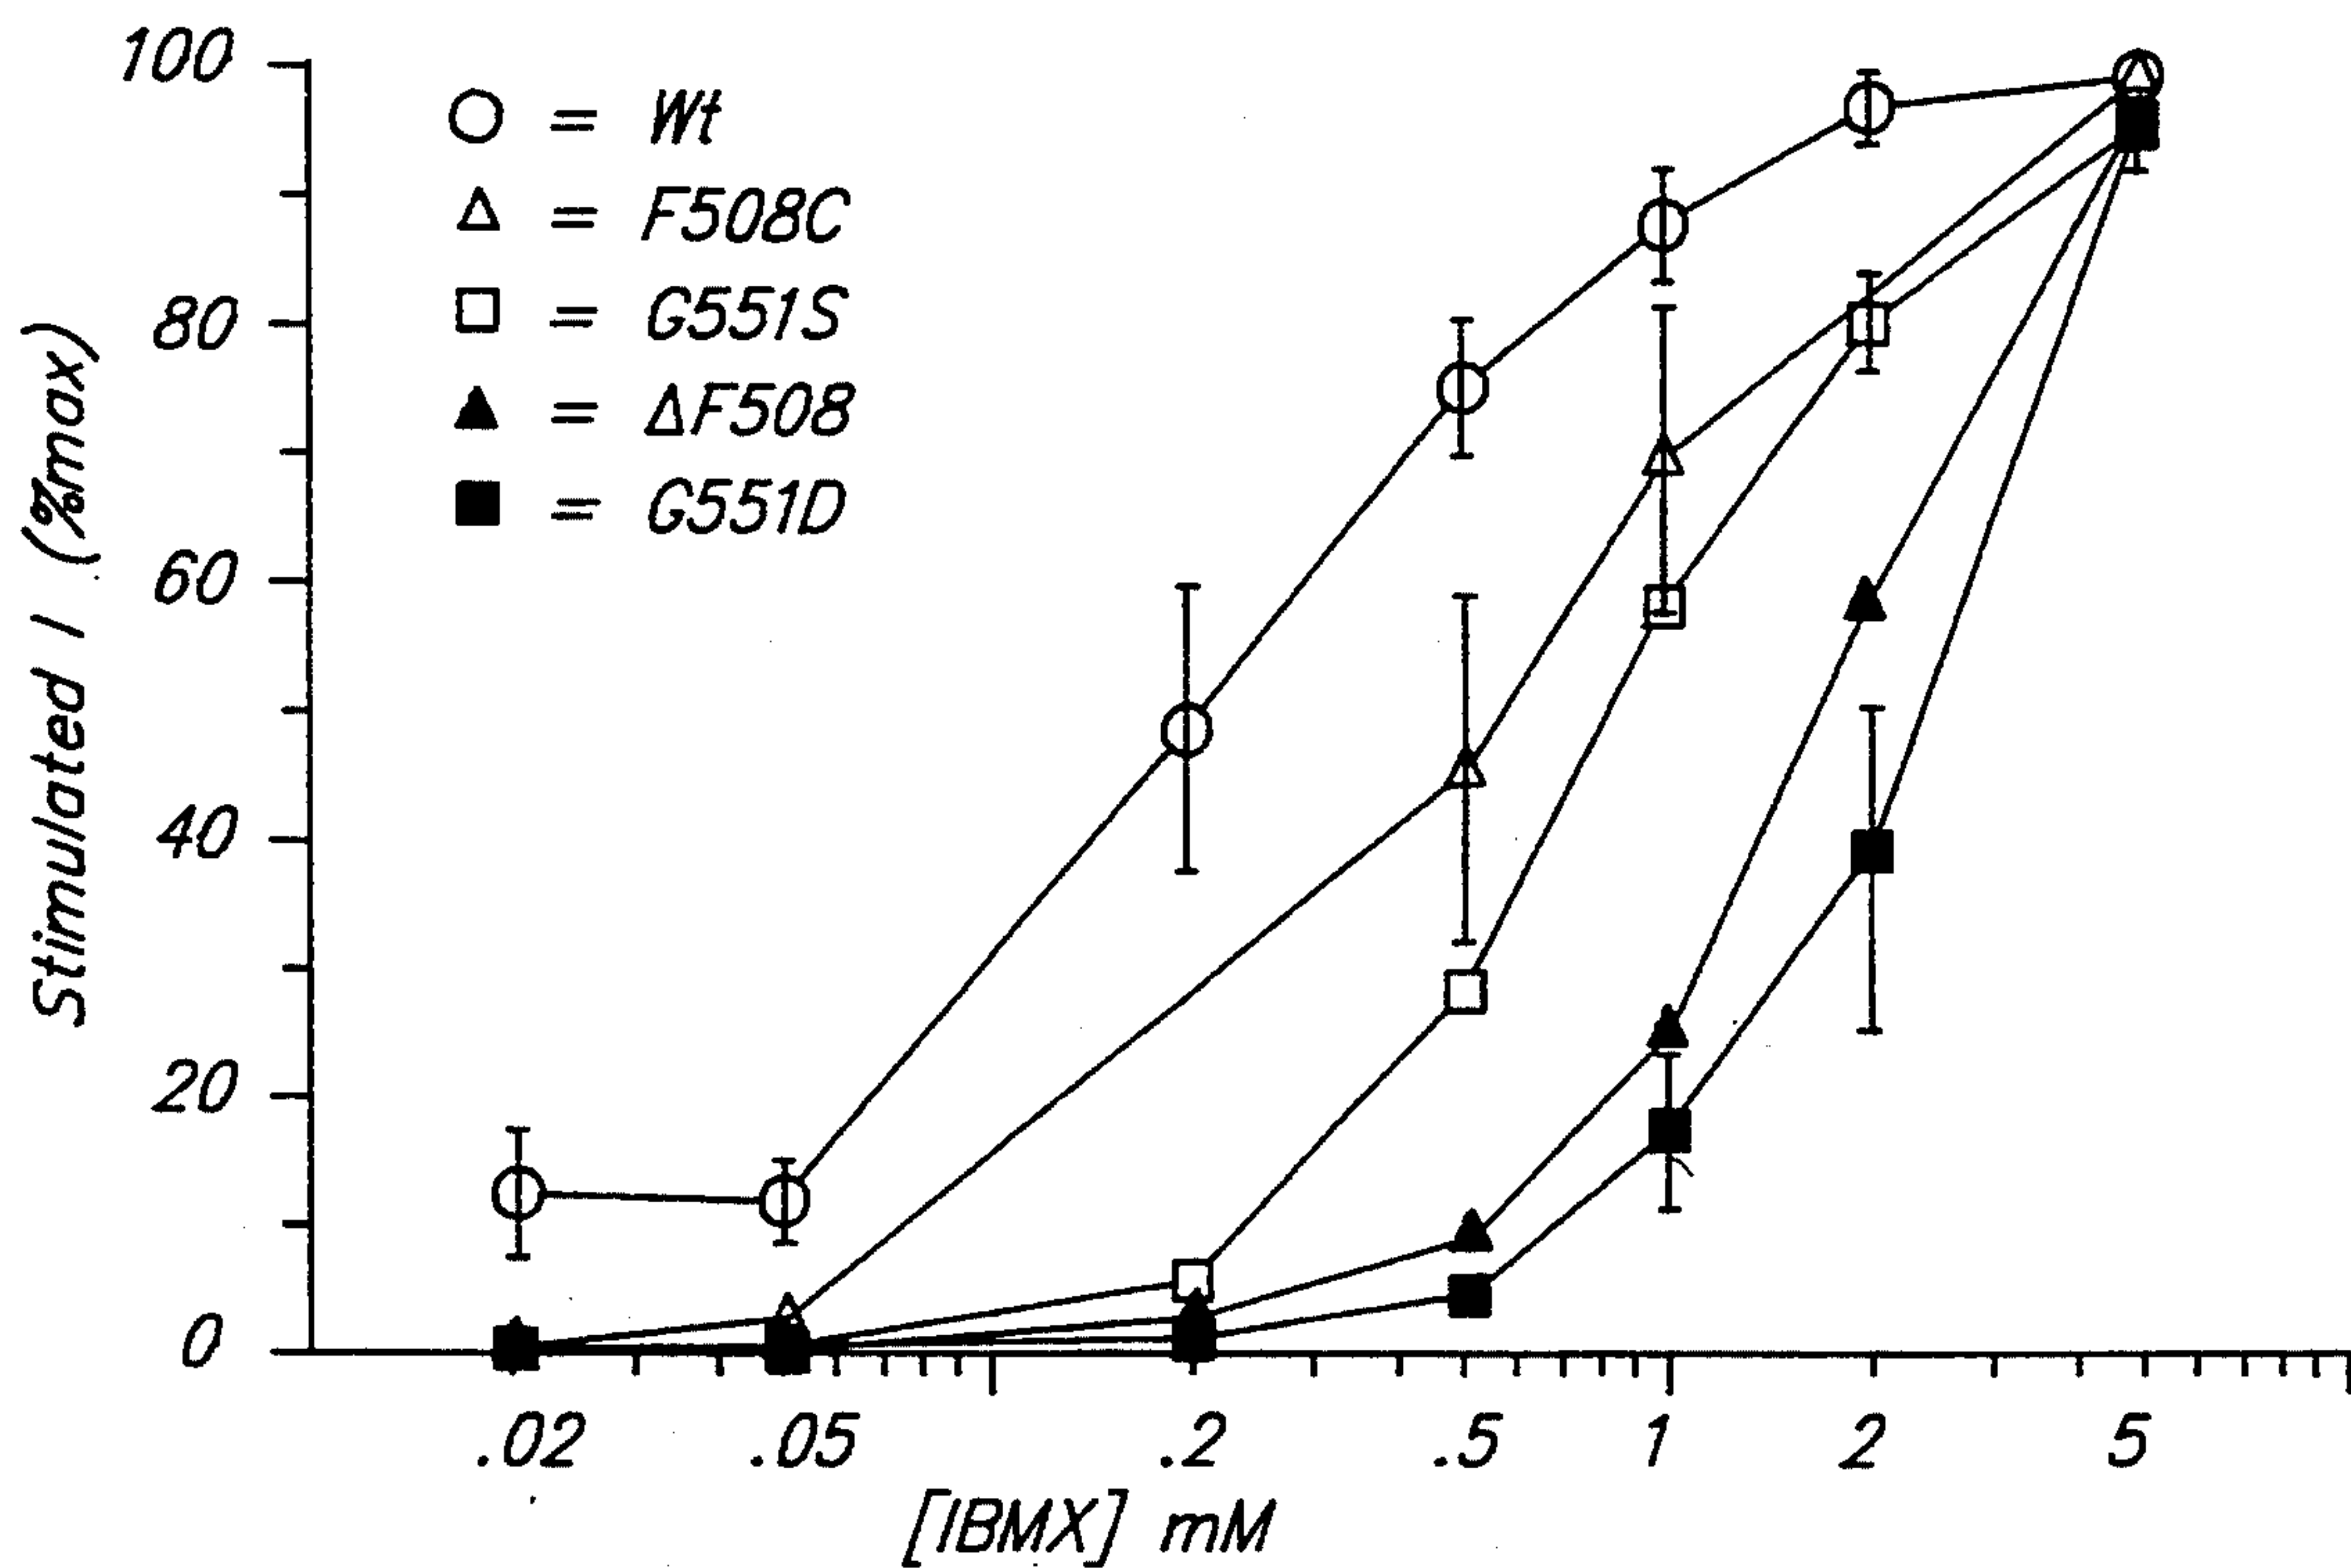 100
80
60
40
20
0
Stimulated I (%max)
○ = Wt
△ = F508C
□ = G551S
▲ = ΔF508
■ = G551D
.02 .05 .2 .5 1 2 5
[IBMX] mM